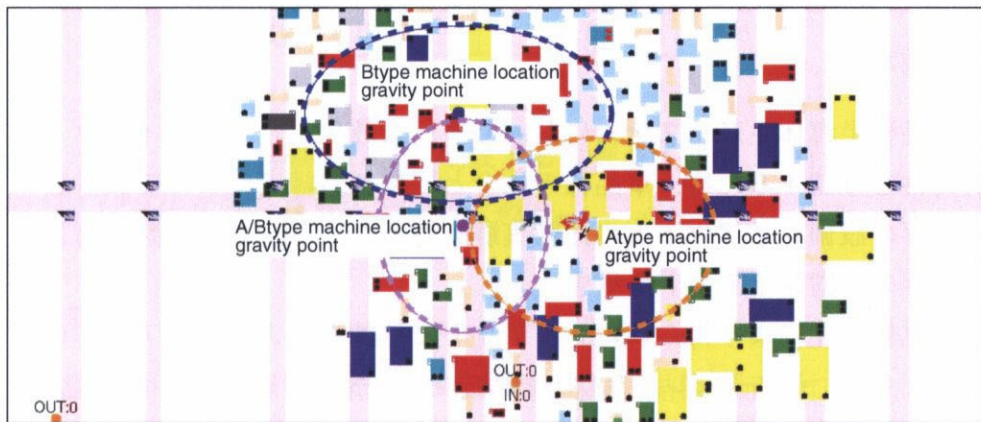 Btype machine location
gravity point
A/Btype machine location
gravity point
Atype machine location
gravity point
OUT:0
IN:0
OUT:0